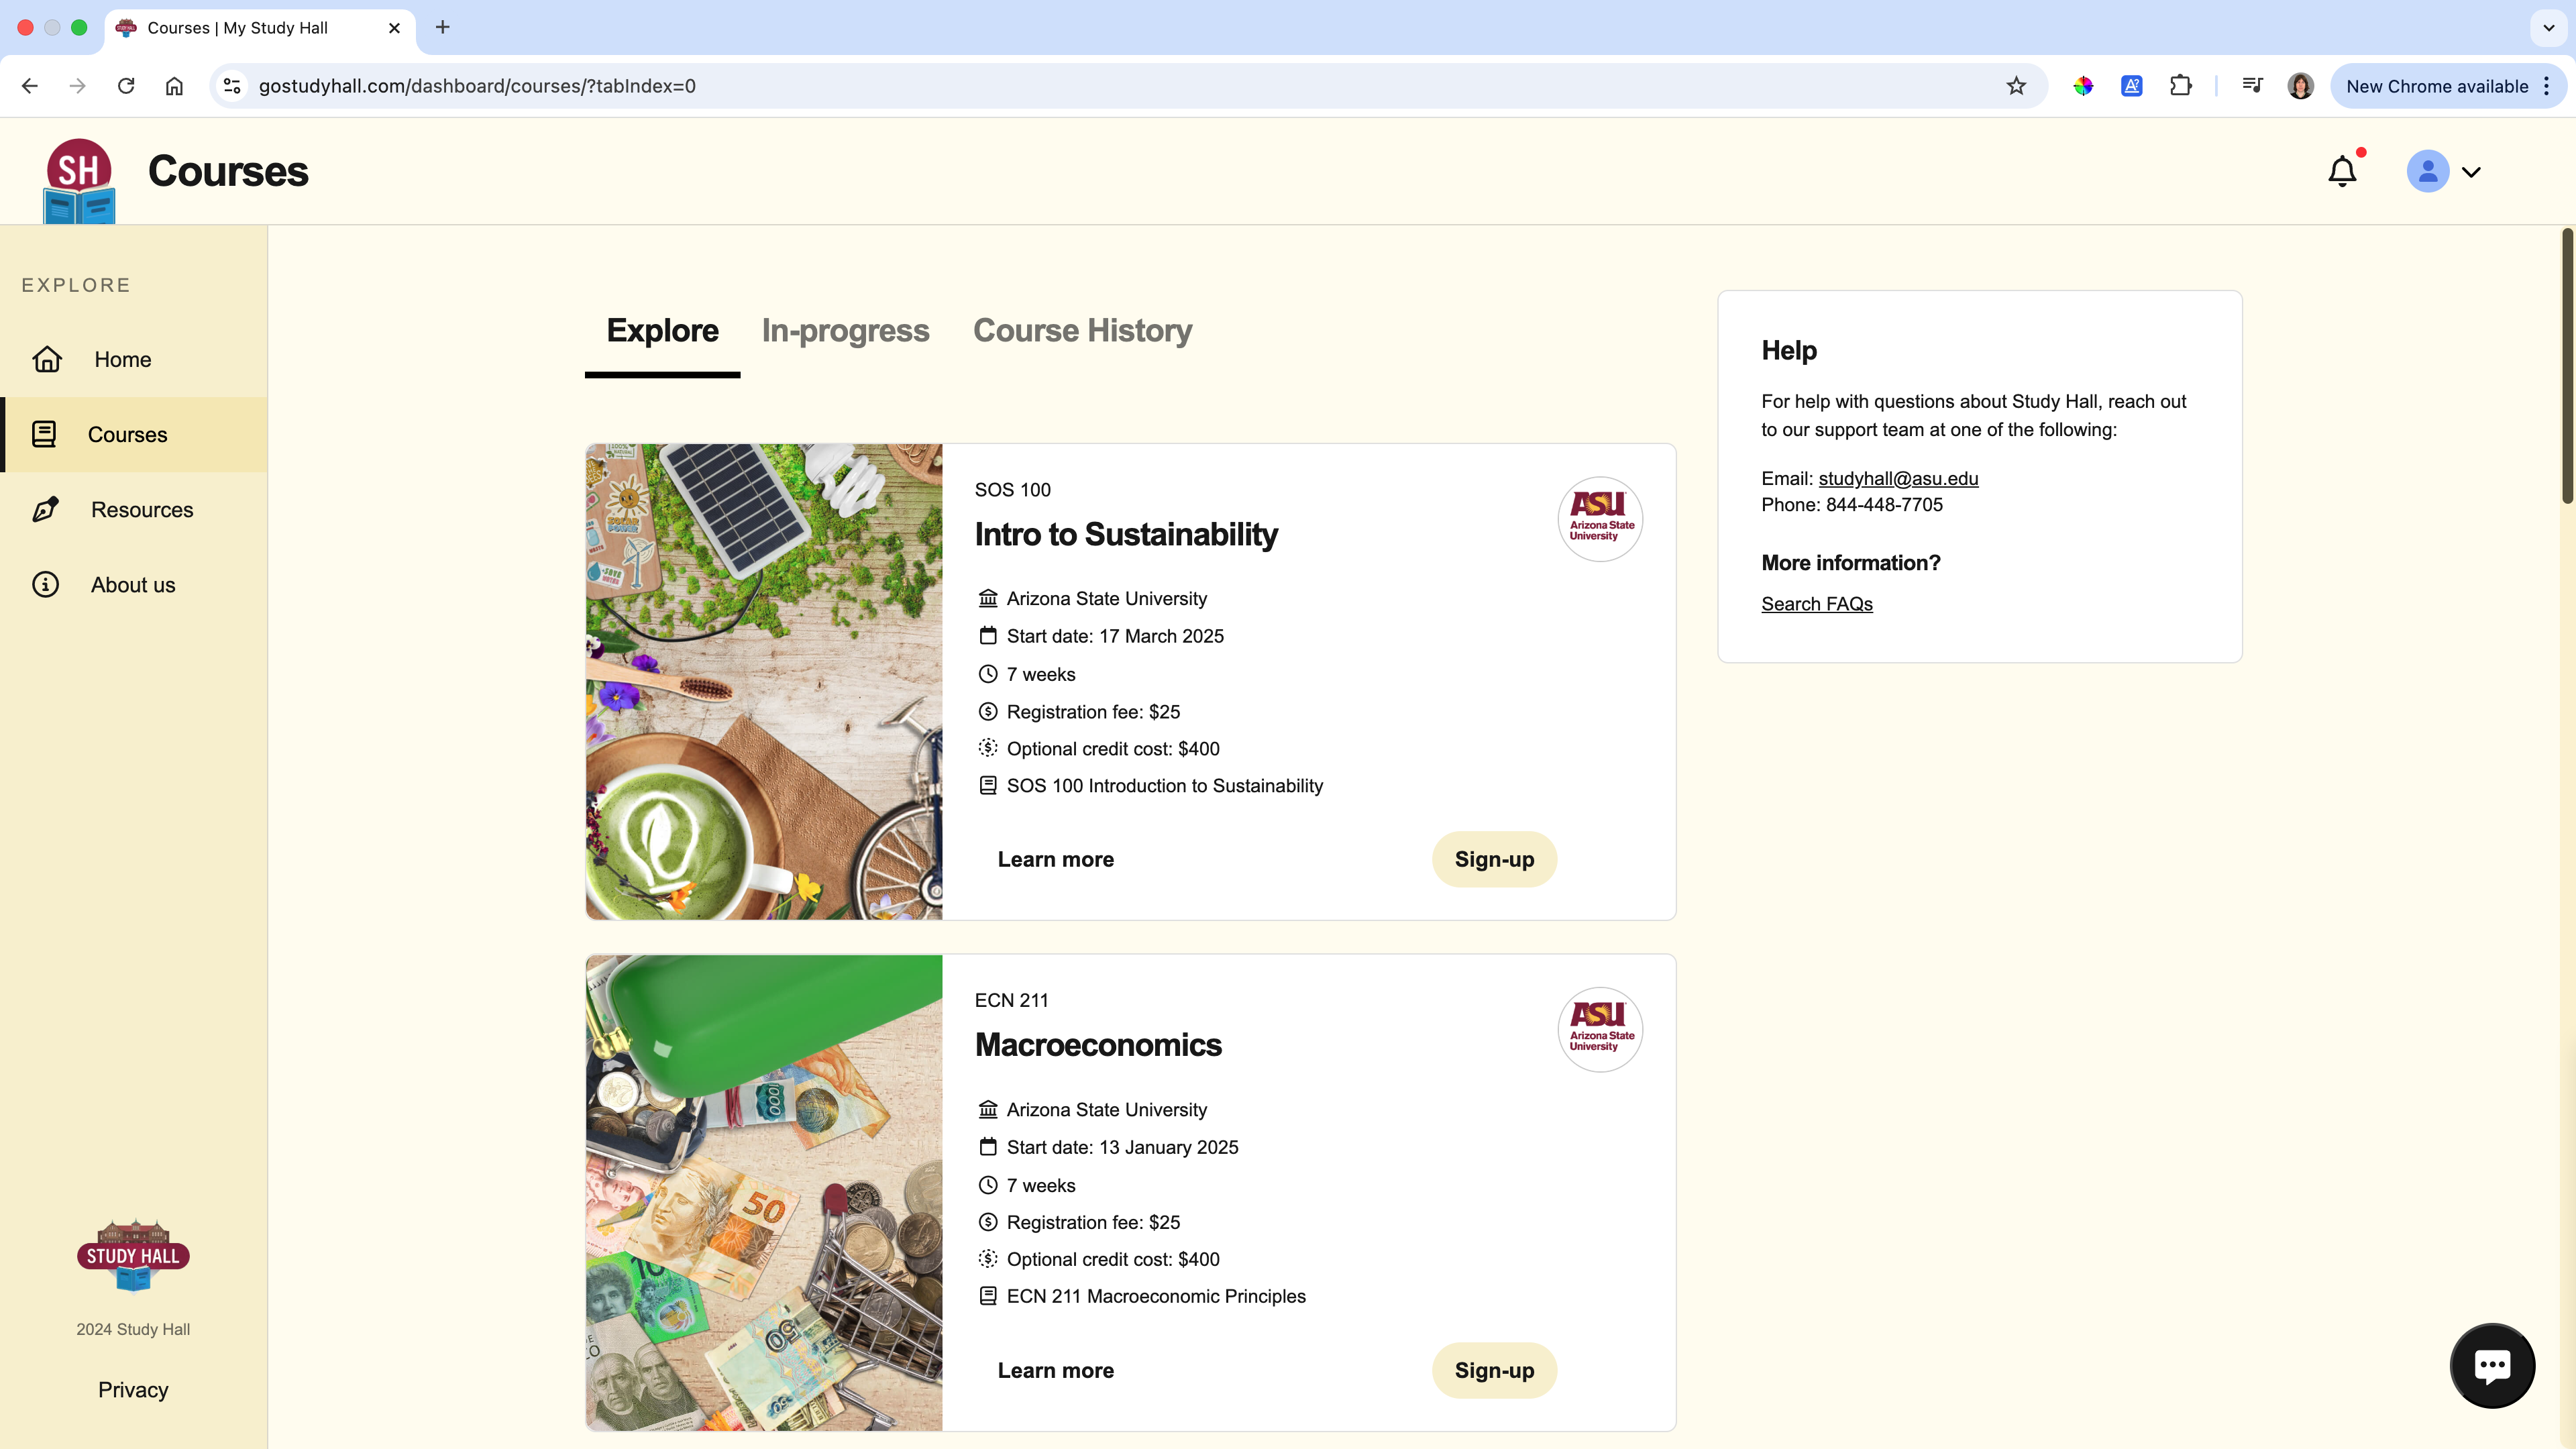 Courses | My Study Hall
gostudyhall.com/dashboard/courses/?tabIndex=0
New Chrome available
SH
Courses
EXPLORE
Home
Courses
Resources
About us
STUDY HALL
2024 Study Hall
Privacy
Explore
In-progress
Course History
SOS 100
Intro to Sustainability
ASU
Arizona State
University
Arizona State University
Start date: 17 March 2025
7 weeks
Registration fee: $25
Optional credit cost: $400
SOS 100 Introduction to Sustainability
Learn more
Sign-up
ECN 211
Macroeconomics
ASU
Arizona State
University
Arizona State University
Start date: 13 January 2025
7 weeks
Registration fee: $25
Optional credit cost: $400
ECN 211 Macroeconomic Principles
Learn more
Sign-up
50
Help
For help with questions about Study Hall, reach out
to our support team at one of the following:
Email: studyhall@asu.edu
Phone: 844-448-7705
More information?
Search FAQs